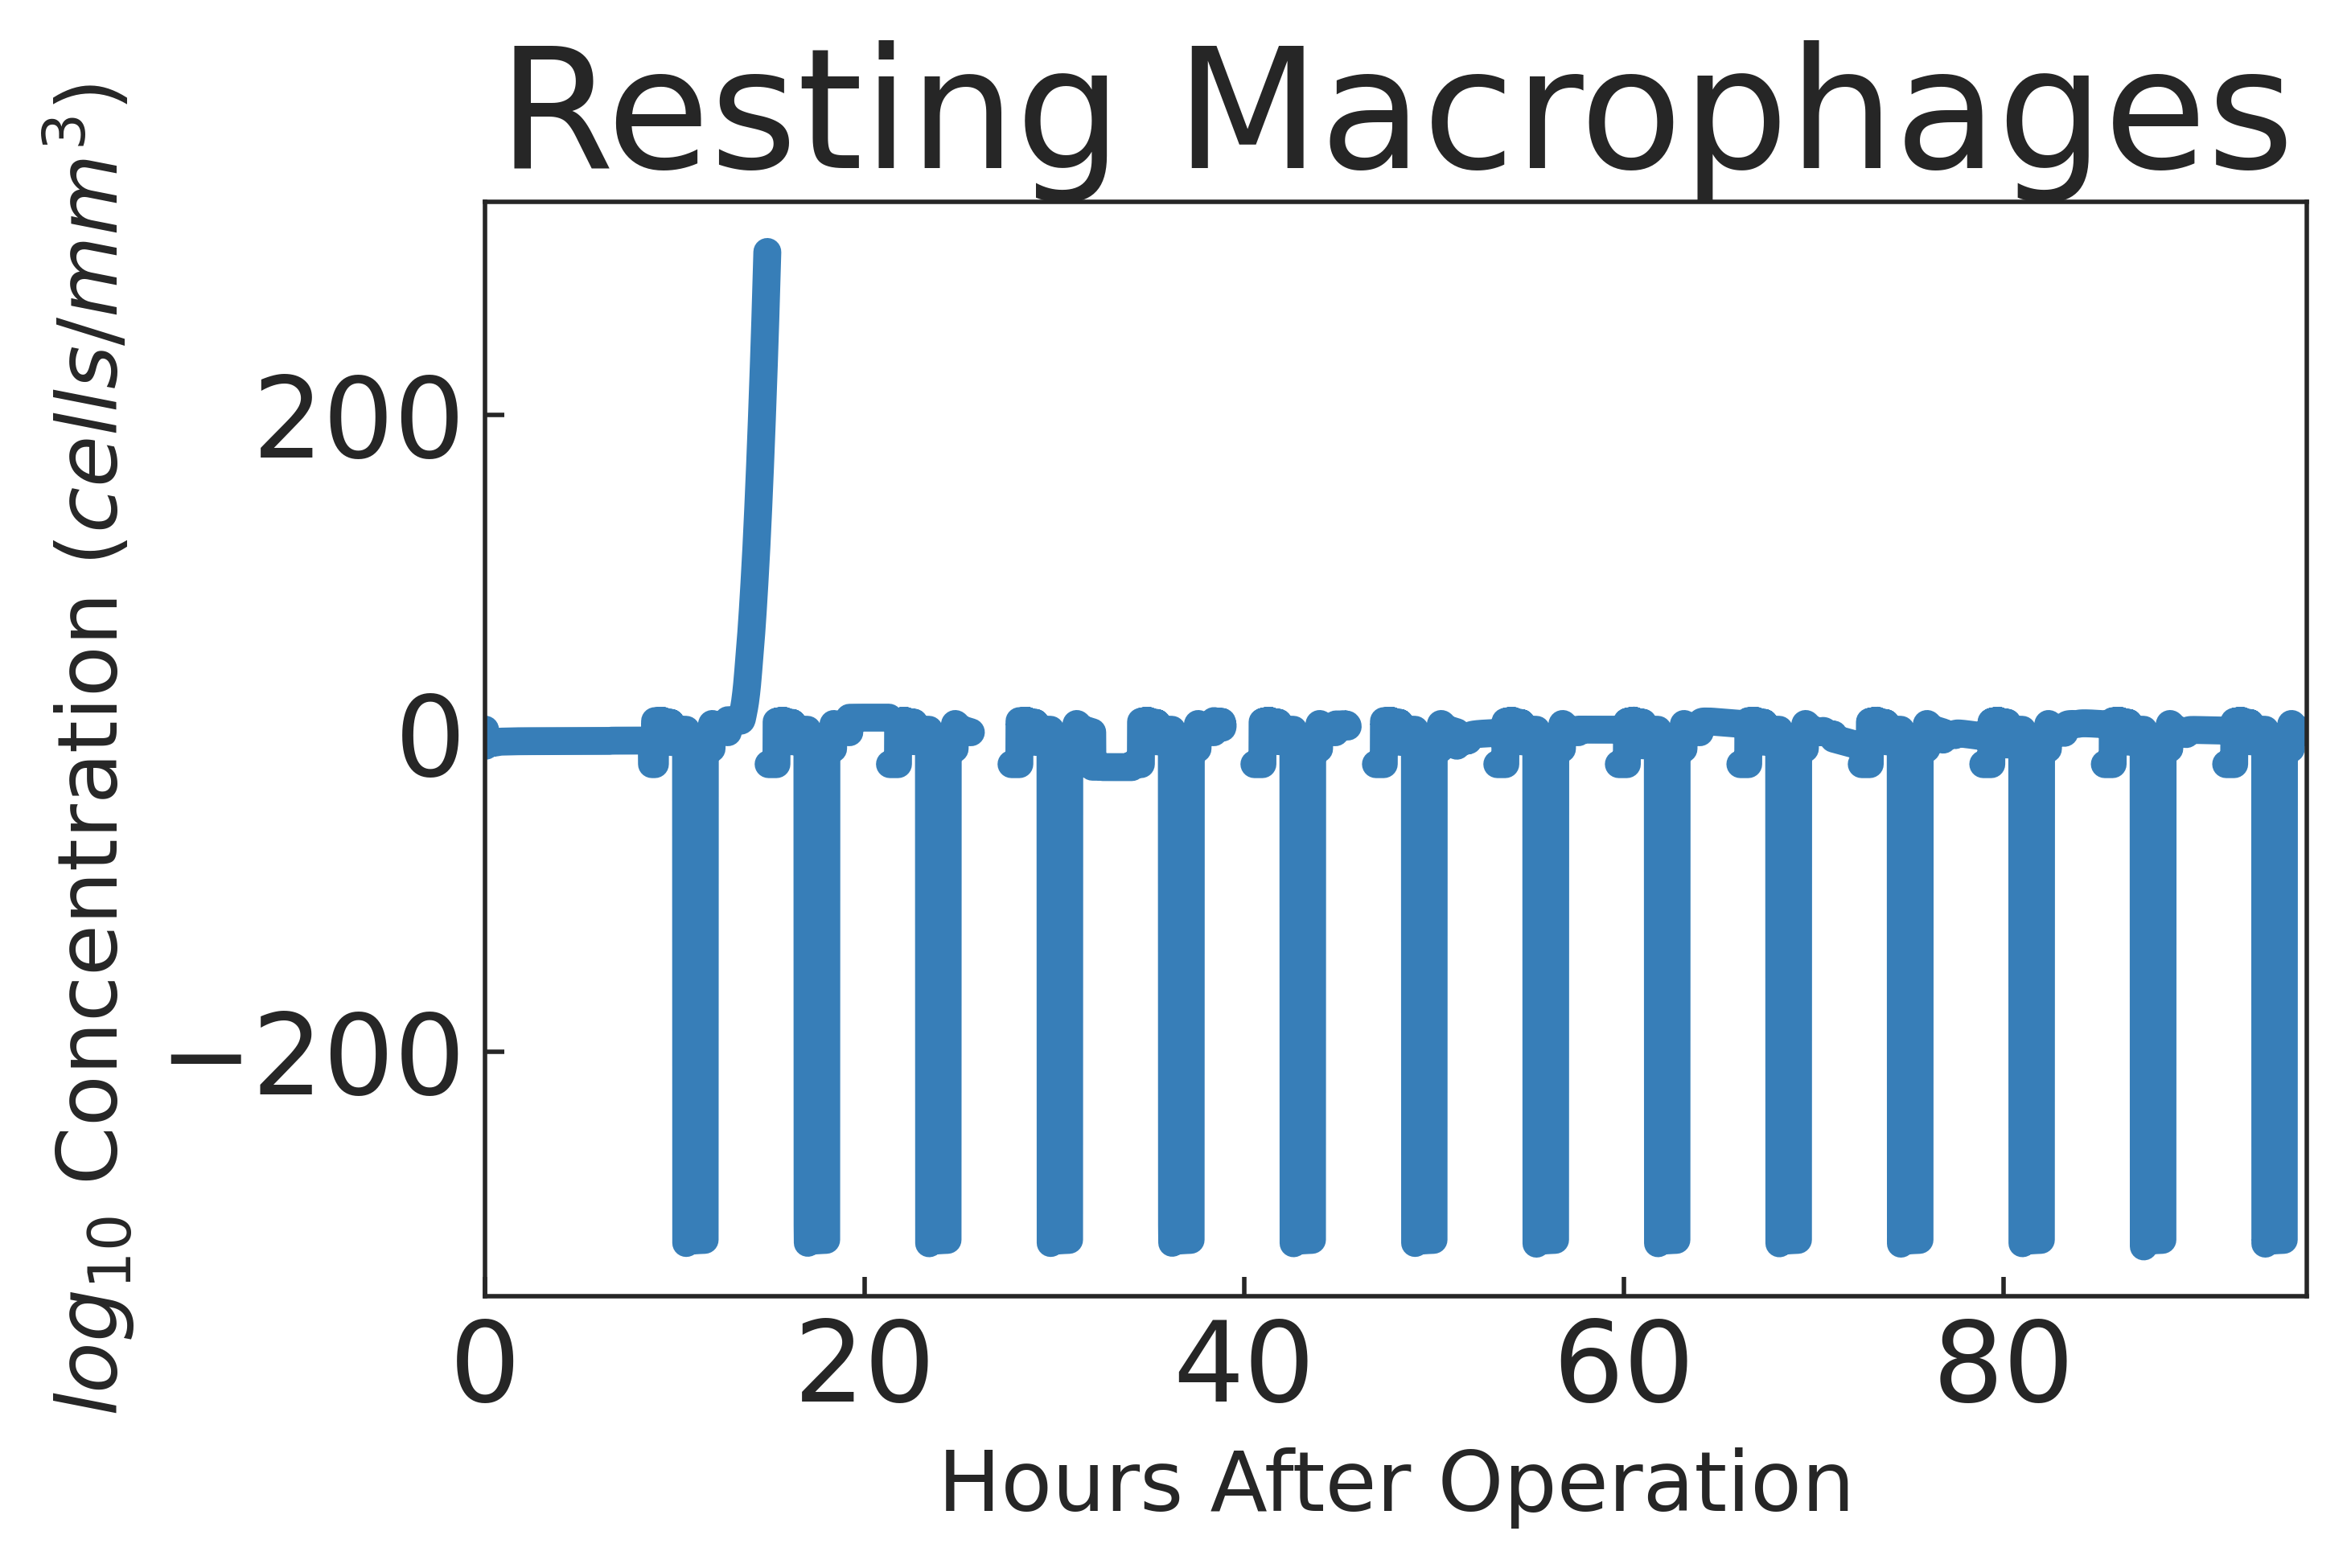 Resting Macrophages
log₁₀ Concentration (cells/mm³)
200
0
−200
0 20 40 60 80
Hours After Operation